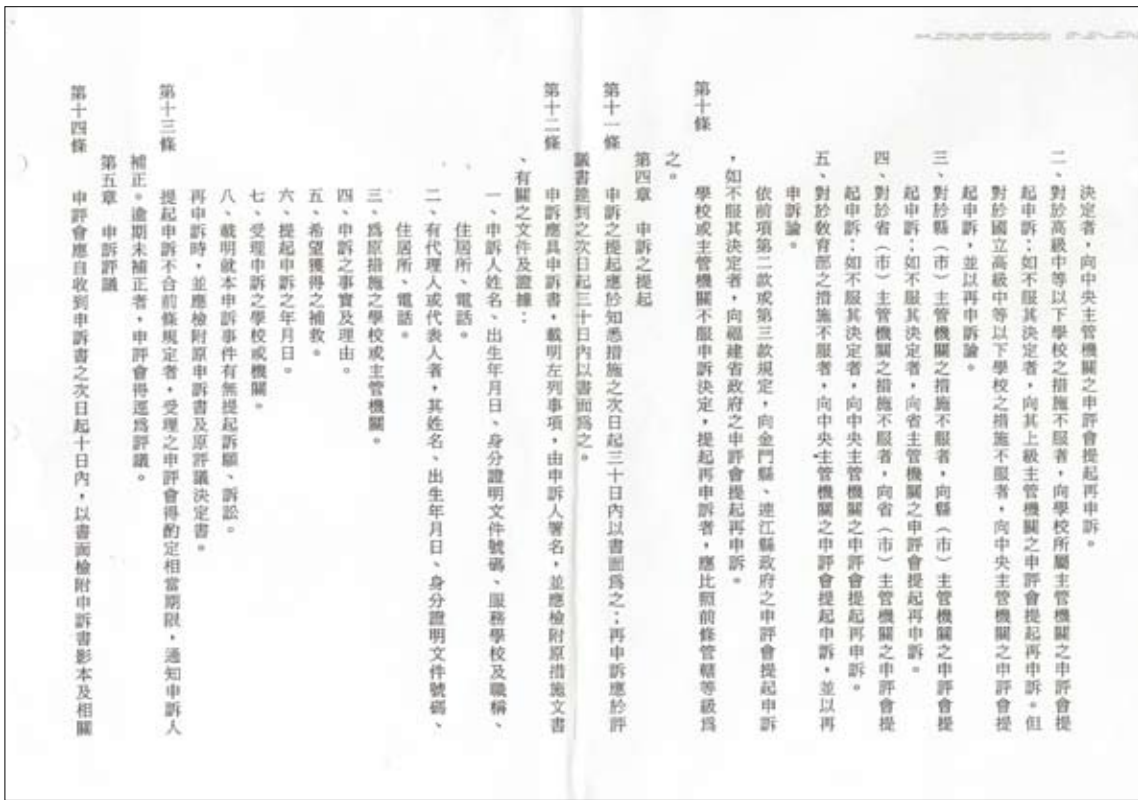 決定者，向中央主管機關之申評會提起再申訴。
二、對於高級中等以下學校之措施不服者，向學校所屬主管機關之申評會提
起申訴；如不服其決定者，向其上級主管機關之申評會提起再申訴。但
對於國立高級中等以下學校之措施不服者，向中央主管機關之申評會提
起申訴，並以再申訴論。
三、對於縣（市）主管機關之措施不服者，向縣（市）主管機關之申評會提
起申訴；如不服其決定者，向省主管機關之申評會提起再申訴。
四、對於省（市）主管機關之措施不服者，向省（市）主管機關之申評會提
起申訴；如不服其決定者，向中央主管機關之申評會提起再申訴。
五、對於教育部之措施不服者，向中央主管機關之申評會提起申訴，並以再
申訴論。
依前項第二款或第三款規定，向金門縣、連江縣政府之申評會提起申訴
，如不服其決定者，向福建省政府之申評會提起再申訴。
第十條 學校或主管機關不服申訴決定，提起再申訴者，應比照前條管轄等級為
之。
第四章 申訴之提起
第十一條 申訴之提起應於知悉措施之次日起三十日內以書面為之；再申訴應於評
議書達到之次日起三十日內以書面為之。
第十二條 申訴應具申訴書，載明左列事項，由申訴人署名，並應檢附原措施文書
、有關之文件及證據：
一、申訴人姓名、出生年月日、身分證明文件號碼、服務學校及職稱、
住居所、電話。
二、有代理人或代表人者，其姓名、出生年月日、身分證明文件號碼、
住居所、電話。
三、為原措施之學校或主管機關。
四、申訴之事實及理由。
五、希望獲得之補救。
六、提起申訴之年月日。
七、受理申訴之學校或機關。
八、載明就本申訴事件有無提起訴願、訴訟。
再申訴時，並應檢附原申訴書及原評議決定書。
第十三條 提起申訴不合前條規定者，受理之申評會得酌定相當期限，通知申訴人
補正。逾期未補正者，申評會得逕為評議。
第五章 申訴評議
第十四條 申評會應自收到申訴書之次日起十日內，以書面檢附申訴書影本及相關